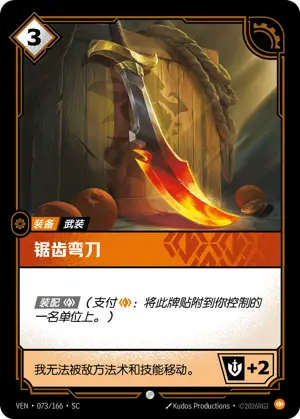 3
装备 武装
锯齿弯刀
装配 （支付 ：将此牌贴附到你控制的
一名单位上。）
我无法被敌方法术和技能移动。
+2
VEN • 073/166 • SC
Kudos Productions • ©2026RGI